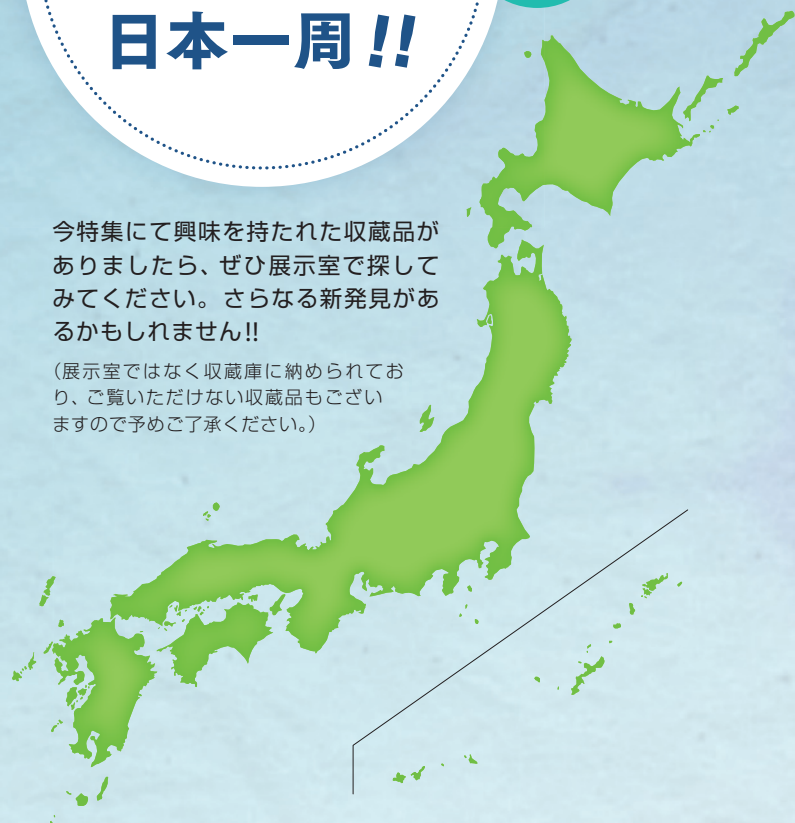 日本一周!!
今特集にて興味を持たれた収蔵品が
ありましたら、ぜひ展示室で探して
みてください。さらなる新発見があ
るかもしれません!!
(展示室ではなく収蔵庫に納められてお
り、ご覧いただけない収蔵品もござい
ますので予めご了承ください。)